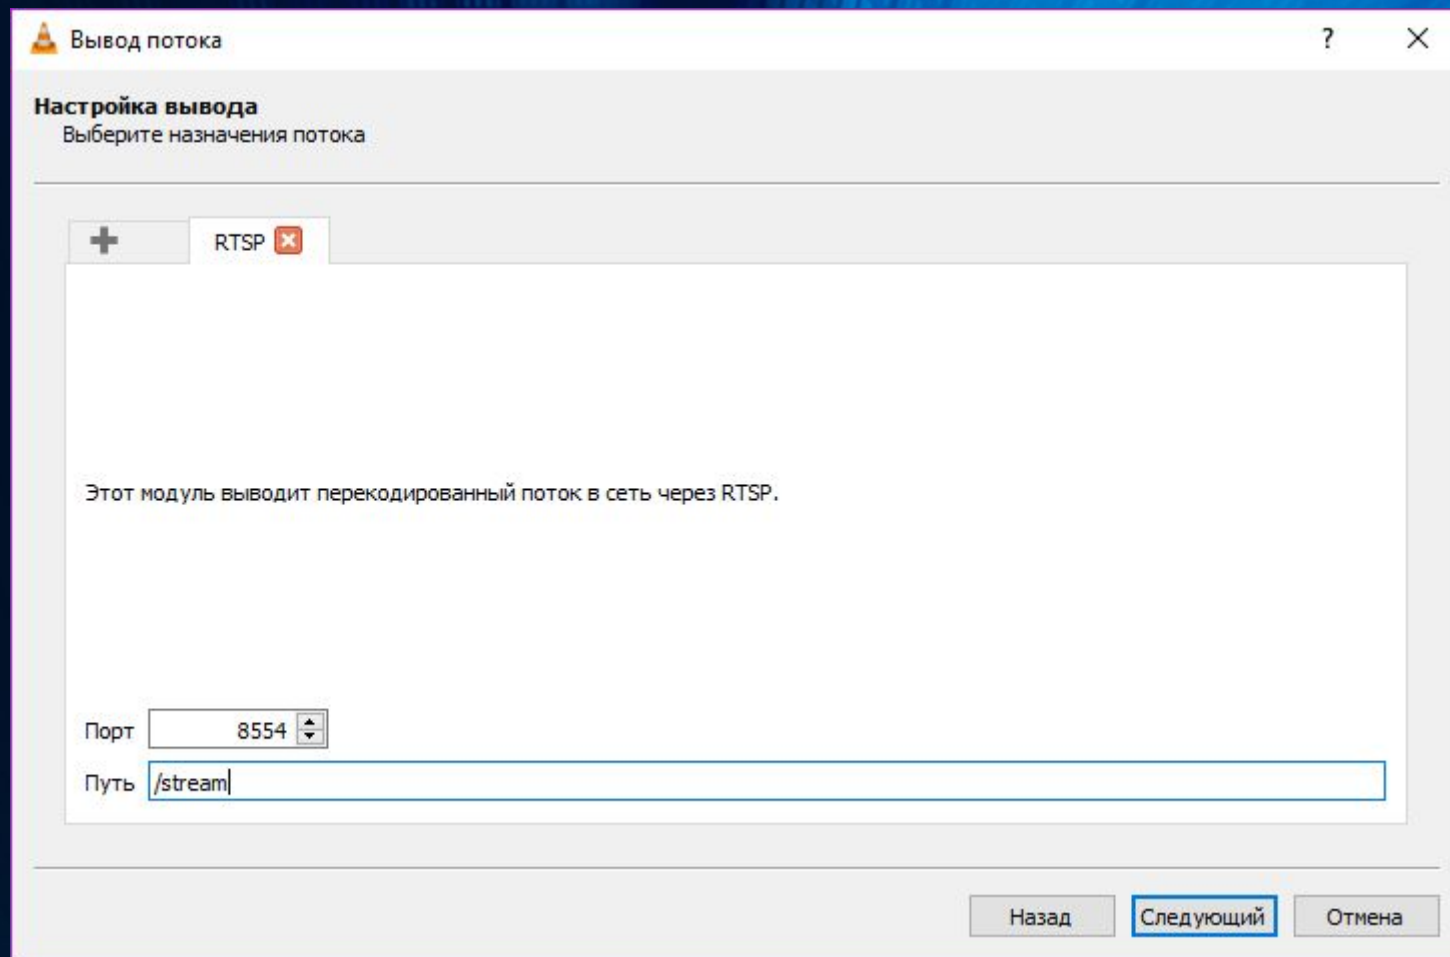 Вывод потока
Настройка вывода
Выберите назначения потока
RTSP
Этот модуль выводит перекодированный поток в сеть через RTSP.
Порт 8554
Путь /stream
Назад Следующий Отмена